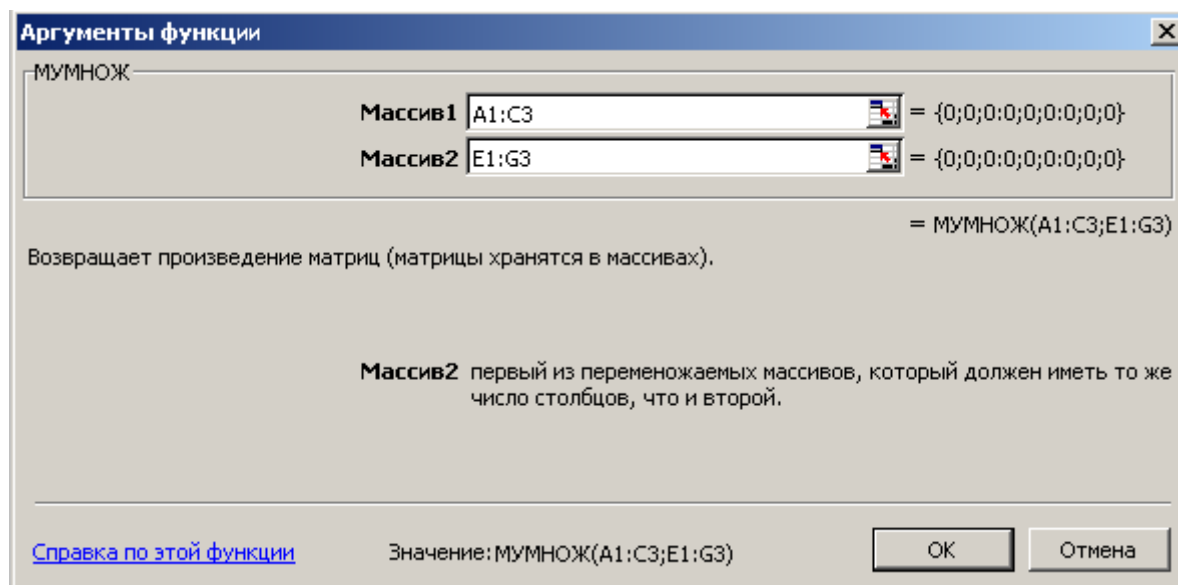 Аргументы функции
МУМНОЖ
Массив1 A1:C3 = {0;0;0:0;0;0:0;0;0}
Массив2 E1:G3 = {0;0;0:0;0;0:0;0;0}
= МУМНОЖ(A1:C3;E1:G3)
Возвращает произведение матриц (матрицы хранятся в массивах).
Массив2 первый из переменожаемых массивов, который должен иметь то же
число столбцов, что и второй.
Справка по этой функции Значение:МУМНОЖ(A1:C3;E1:G3) ОК Отмена